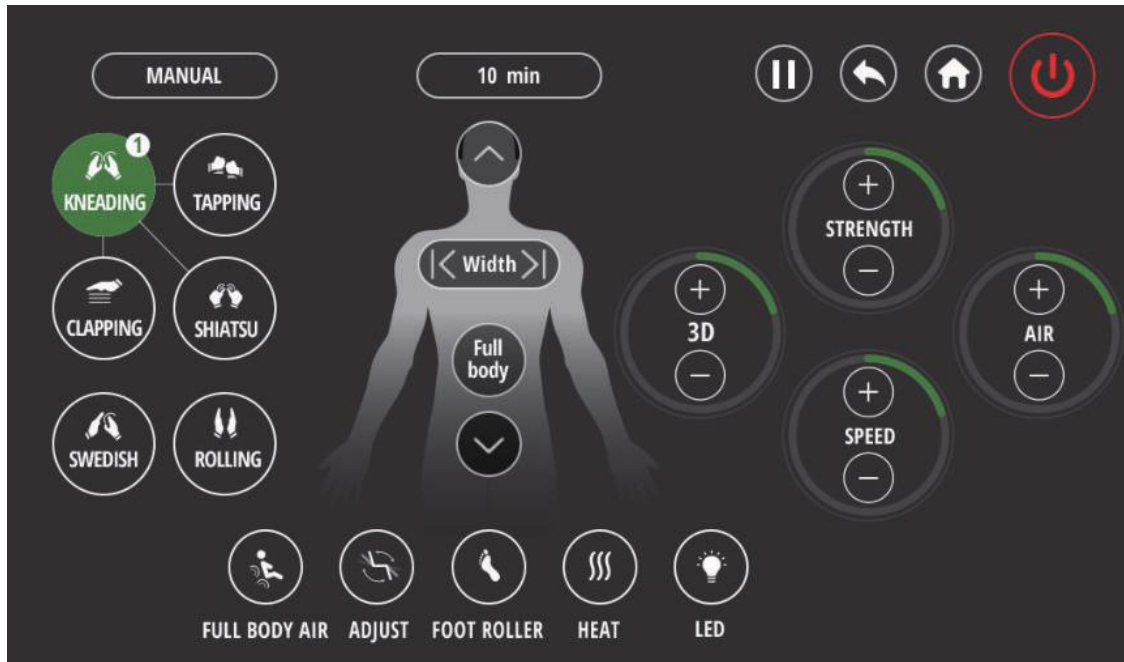 MANUAL
10 min
1
KNEADING
TAPPING
CLAPPING
SHIATSU
SWEDISH
ROLLING
Width
Full
body
STRENGTH
3D
AIR
SPEED
FULL BODY AIR
ADJUST
FOOT ROLLER
HEAT
LED